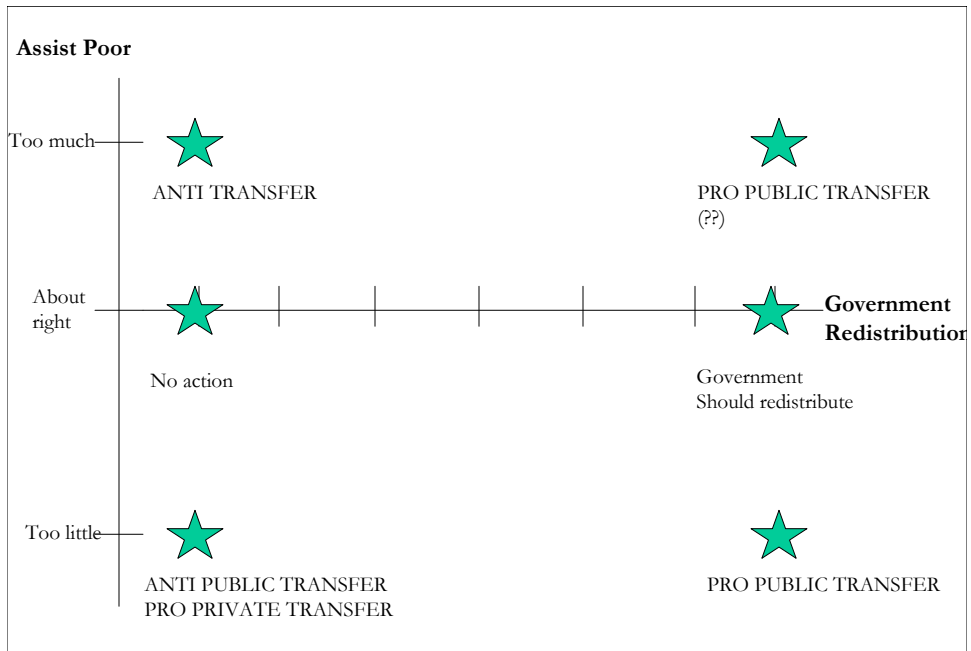 Assist Poor
Too much
ANTI TRANSFER
PRO PUBLIC TRANSFER
(??)
About
right
Government
Redistribution
No action
Government
Should redistribute
Too little
ANTI PUBLIC TRANSFER
PRO PRIVATE TRANSFER
PRO PUBLIC TRANSFER